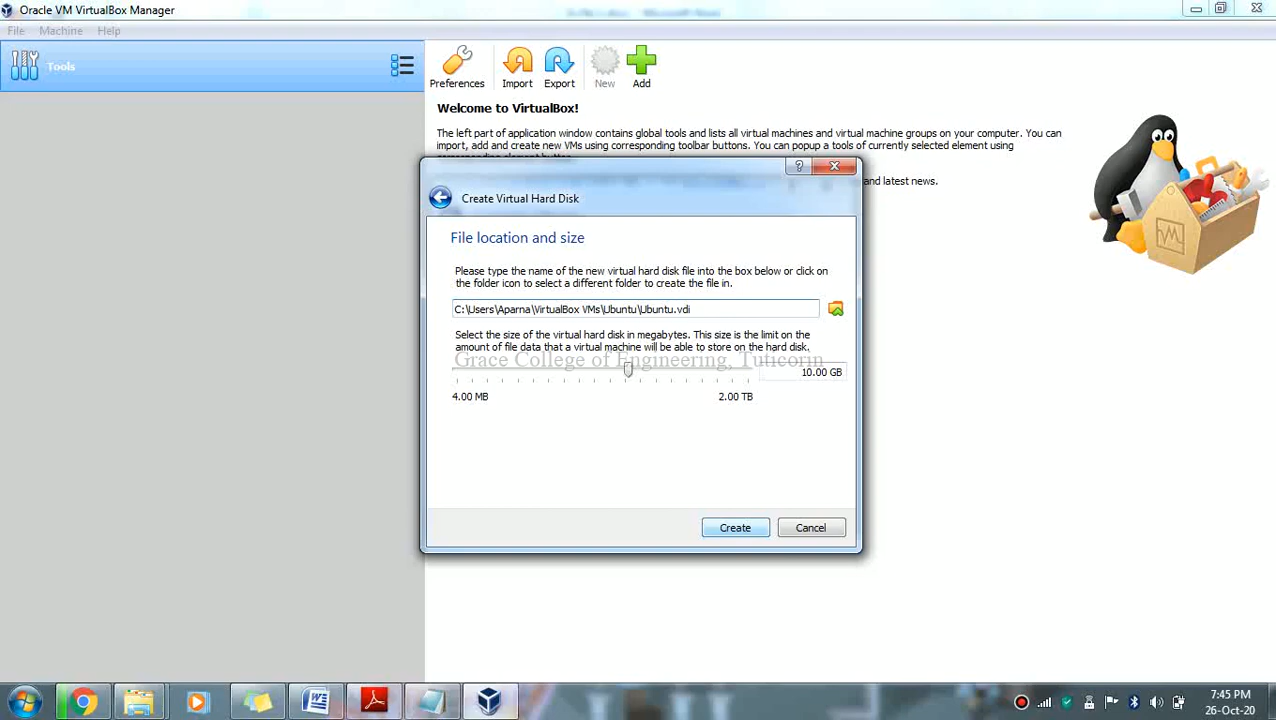 Oracle VM VirtualBox Manager
File Machine Help
Tools
Preferences Import Export New Add
Welcome to VirtualBox!
The left part of application window contains global tools and lists all virtual machines and virtual machine groups on your computer. You can
import, add and create new VMs using corresponding toolbar buttons. You can popup a tools of currently selected element using
corresponding element button.
and latest news.
Create Virtual Hard Disk
File location and size
Please type the name of the new virtual hard disk file into the box below or click on
the folder icon to select a different folder to create the file in.
C:\Users\Aparna\VirtualBox VMs\Ubuntu\Ubuntu.vdi
Select the size of the virtual hard disk in megabytes. This size is the limit on the
amount of file data that a virtual machine will be able to store on the hard disk.
Grace College of Engineering, Tuticorin
10.00 GB
4.00 MB 2.00 TB
Create Cancel
7:45 PM
26-Oct-20